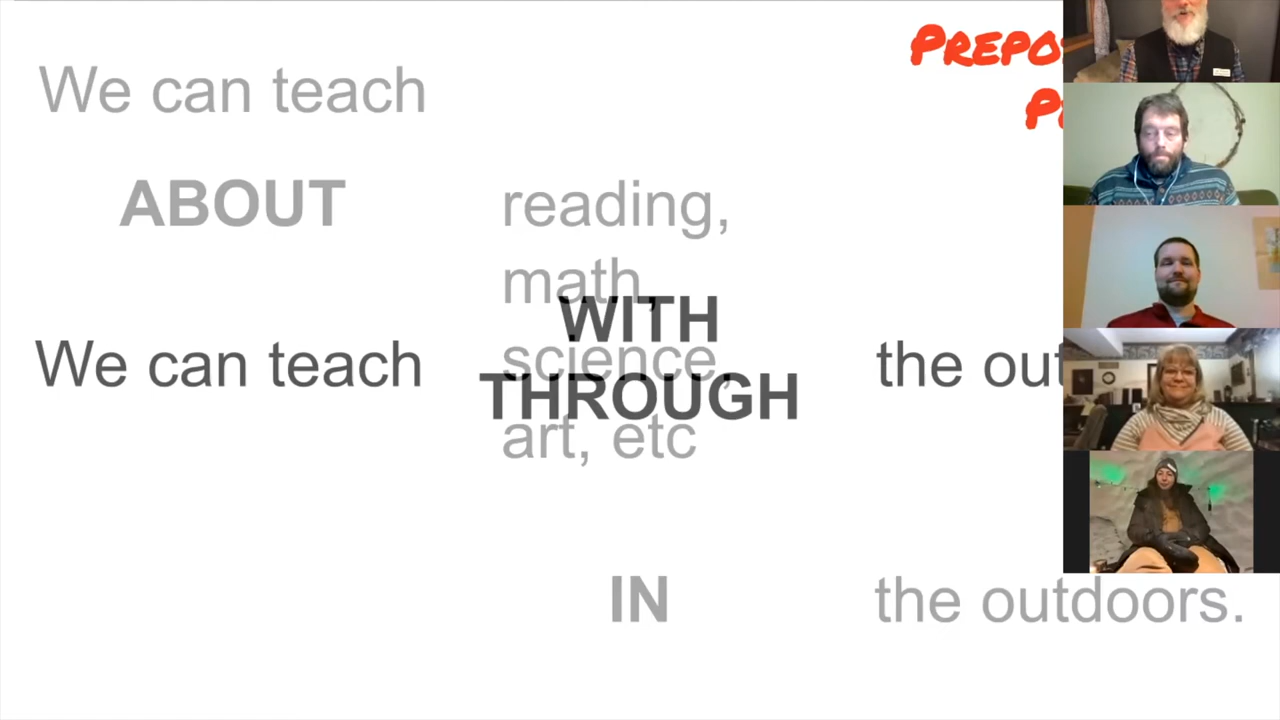 We can teach
ABOUT
reading,
math,
science,
art, etc
WITH
THROUGH
We can teach
the out
IN
the outdoors.
PREPO